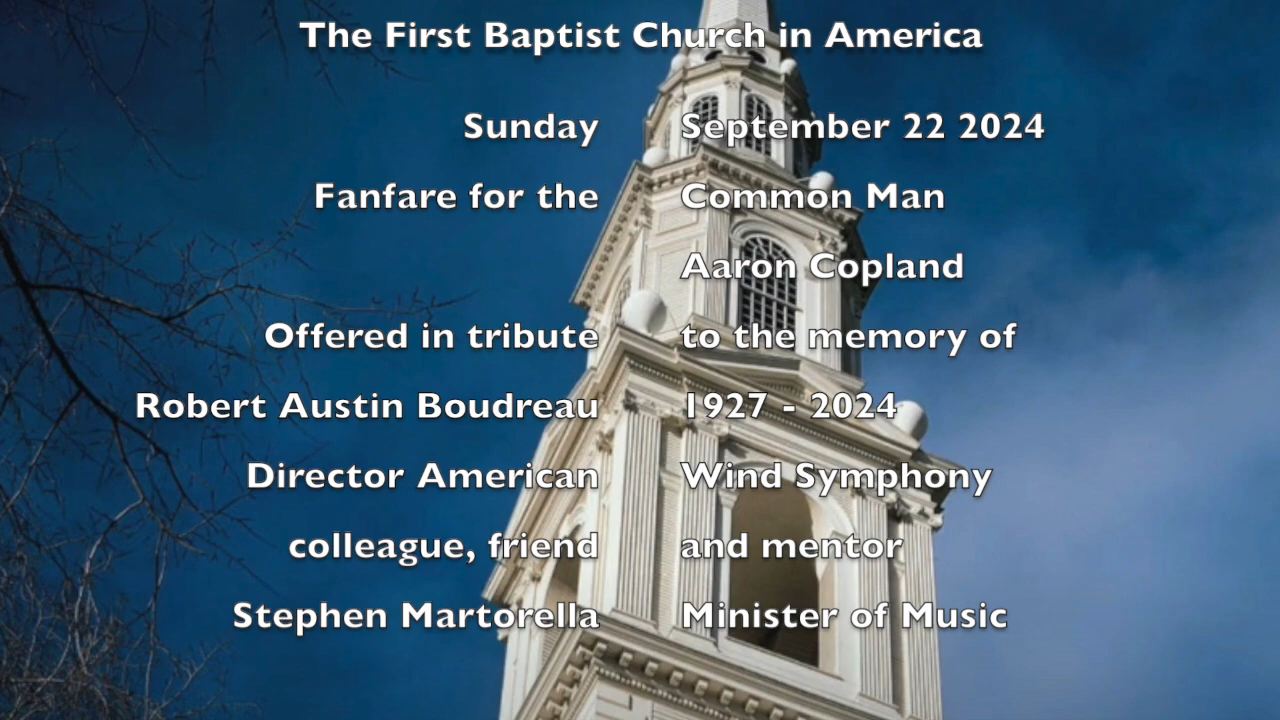 The First Baptist Church in America
Sunday September 22 2024
Fanfare for the Common Man
Aaron Copland
Offered in tribute to the memory of
Robert Austin Boudreau 1927 - 2024
Director American Wind Symphony
colleague, friend and mentor
Stephen Martorella Minister of Music